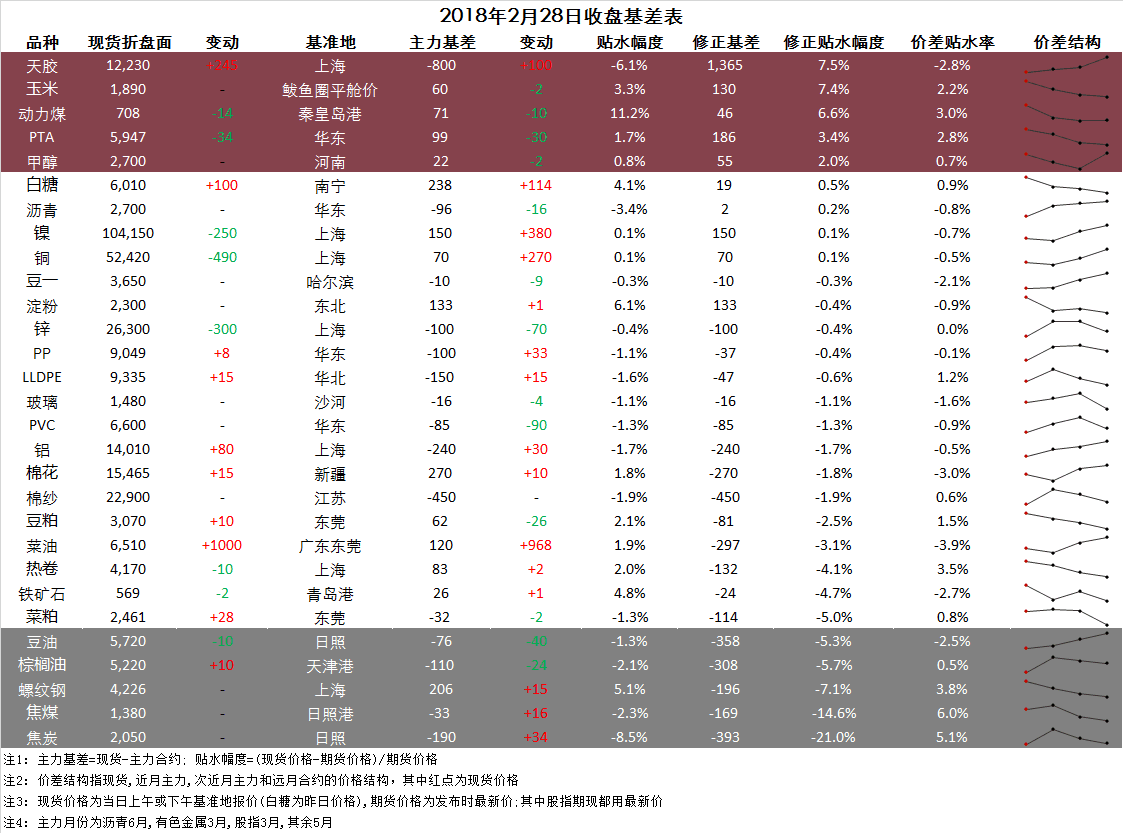 2018年2月28日收盘基差表
品种 现货折盘面 变动 基准地 主力基差 变动 贴水幅度 修正基差 修正贴水幅度 价差贴水率 价差结构
天胶 12,230 +245 上海 -800 +100 -6.1% 1,365 7.5% -2.8%
玉米 1,890 - 鲅鱼圈平舱价 60 -2 3.3% 130 7.4% 2.2%
动力煤 708 -14 秦皇岛港 71 -10 11.2% 46 6.6% 3.0%
PTA 5,947 -34 华东 99 -30 1.7% 186 3.4% 2.8%
甲醇 2,700 - 河南 22 -2 0.8% 55 2.0% 0.7%
白糖 6,010 +100 南宁 238 +114 4.1% 19 0.5% 0.9%
沥青 2,700 - 华东 -96 -16 -3.4% 2 0.2% -0.8%
镍 104,150 -250 上海 150 +380 0.1% 150 0.1% -0.7%
铜 52,420 -490 上海 70 +270 0.1% 70 0.1% -0.5%
豆一 3,650 - 哈尔滨 -10 -9 -0.3% -10 -0.3% -2.1%
淀粉 2,300 - 东北 133 +1 6.1% 133 -0.4% -0.9%
锌 26,300 -300 上海 -100 -70 -0.4% -100 -0.4% 0.0%
PP 9,049 +8 华东 -100 +33 -1.1% -37 -0.4% -0.1%
LLDPE 9,335 +15 华北 -150 +15 -1.6% -47 -0.6% 1.2%
玻璃 1,480 - 沙河 -16 -4 -1.1% -16 -1.1% -1.6%
PVC 6,600 - 华东 -85 -90 -1.3% -85 -1.3% -0.9%
铝 14,010 +80 上海 -240 +30 -1.7% -240 -1.7% -0.5%
棉花 15,465 +15 新疆 270 +10 1.8% -270 -1.8% -3.0%
棉纱 22,900 - 江苏 -450 - -1.9% -450 -1.9% 0.6%
豆粕 3,070 +10 东莞 62 -26 2.1% -81 -2.5% 1.5%
菜油 6,510 +1000 广东东莞 120 +968 1.9% -297 -3.1% -3.9%
热卷 4,170 -10 上海 83 +2 2.0% -132 -4.1% 3.5%
铁矿石 569 -2 青岛港 26 +1 4.8% -24 -4.7% -2.7%
菜粕 2,461 +28 东莞 -32 -2 -1.3% -114 -5.0% 0.8%
豆油 5,720 -10 日照 -76 -40 -1.3% -358 -5.3% -2.5%
棕榈油 5,220 +10 天津港 -110 -24 -2.1% -308 -5.7% 0.5%
螺纹钢 4,226 - 上海 206 +15 5.1% -196 -7.1% 3.8%
焦煤 1,380 - 日照港 -33 +16 -2.3% -169 -14.6% 6.0%
焦炭 2,050 - 日照 -190 +34 -8.5% -393 -21.0% 5.1%
注1: 主力基差=现货-主力合约; 贴水幅度=(现货价格-期货价格)/期货价格
注2: 价差结构指现货,近月主力,次近月主力和远月合约的价格结构，其中红点为现货价格
注3: 现货价格为当日上午或下午基准地报价(白糖为昨日价格),期货价格为发布时最新价;其中股指期现都用最新价
注4: 主力月份为沥青6月,有色金属3月,股指3月,其余5月